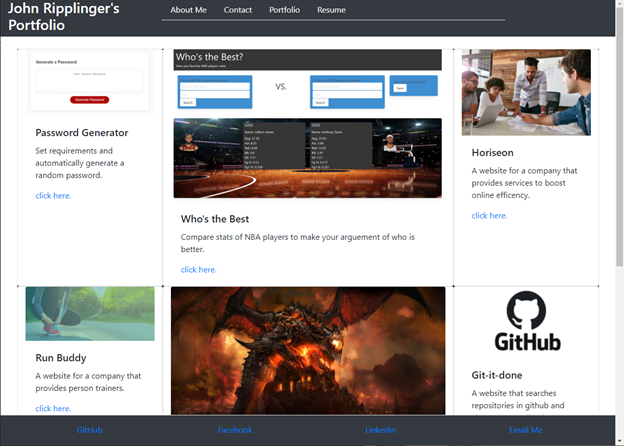 John Ripplinger's
Portfolio
About Me
Contact
Portfolio
Resume
Generate a Password
Generate Password
Password Generator
Set requirements and
automatically generate a
random password.
click here.
Who's the Best?
VS.
Search
Search
Save
Name: LeBron James
Name: Anthony Davis
Who's the Best
Compare stats of NBA players to make your arguement of who is
better.
click here.
Horiseon
A website for a company that
provides services to boost
online efficency.
click here.
Run Buddy
A website for a company that
provides person trainers.
click here.
GitHub
Git-it-done
A website that searches
repositories in github and
GitHub
Facebook
LinkedIn
Email Me